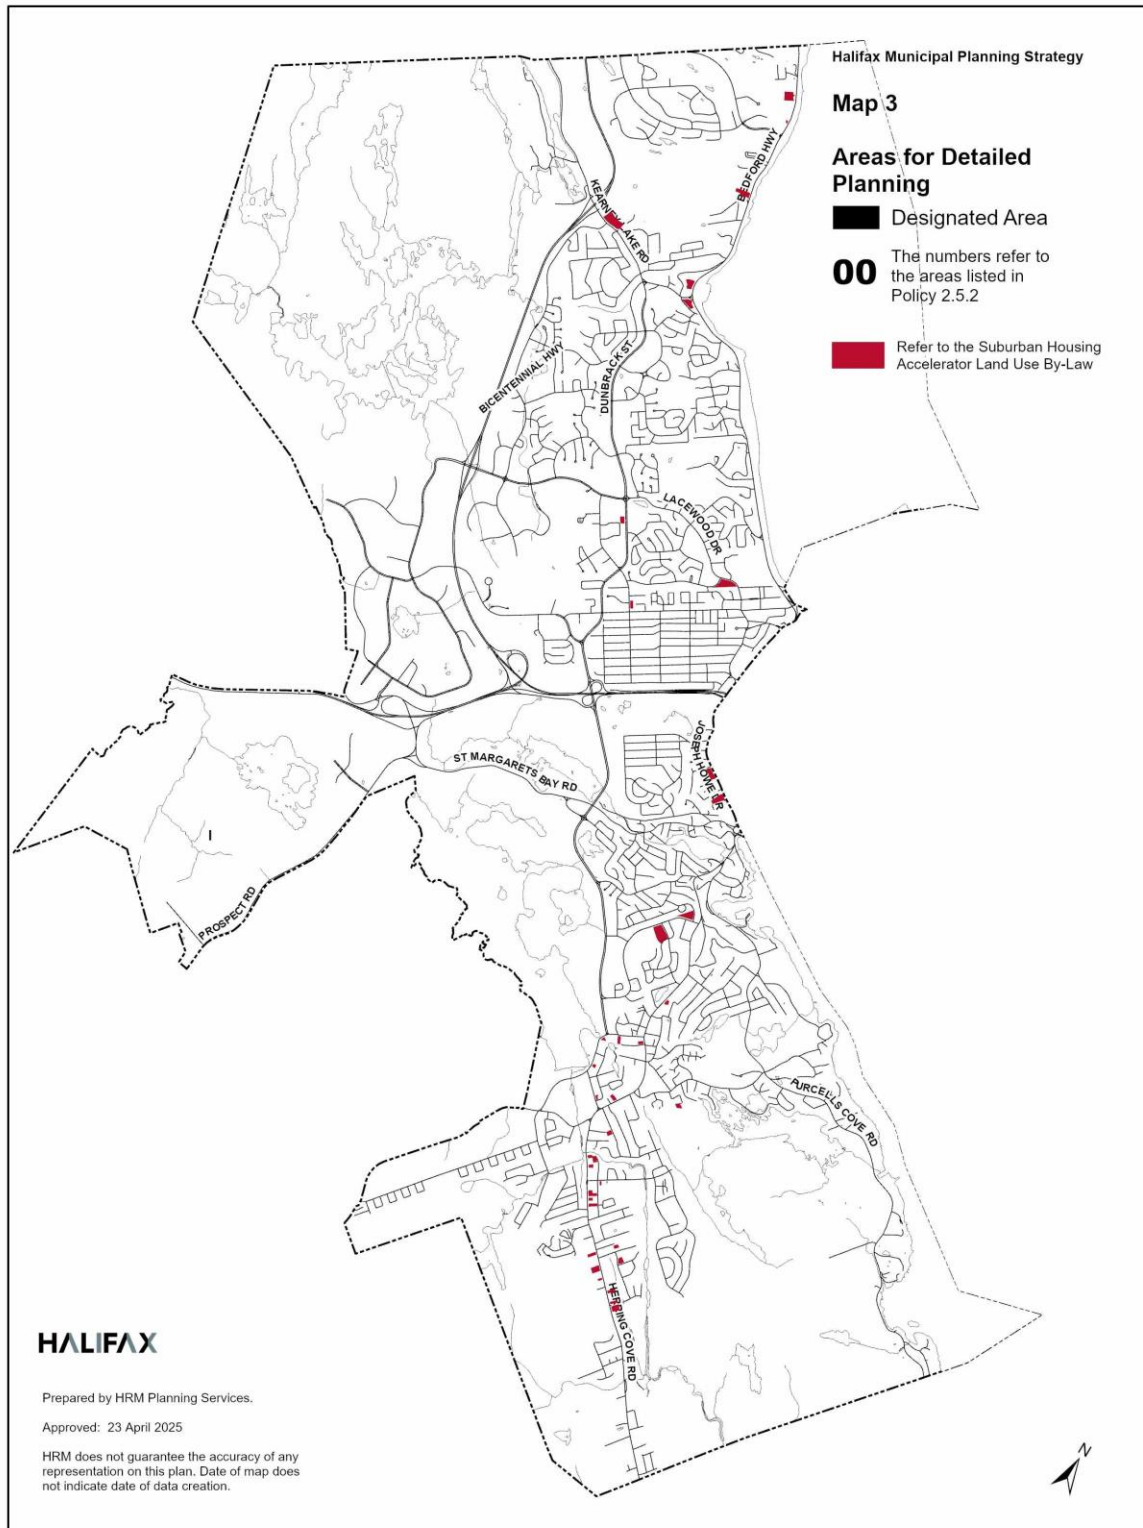 Halifax Municipal Planning Strategy
Map 3
Areas for Detailed
Planning
Designated Area
00
The numbers refer to
the areas listed in
Policy 2.5.2
Refer to the Suburban Housing
Accelerator Land Use By-Law
BEDFORD HWY
KEARNEY LAKE RD
BICENTENNIAL HWY
DUNBRACK ST
LACEWOOD DR
JOSEPH HOWE DR
ST MARGARETS BAY RD
I
PROSPECT RD
PURCELLS COVE RD
HERRING COVE RD
HALIFAX
Prepared by HRM Planning Services.
Approved: 23 April 2025
HRM does not guarantee the accuracy of any
representation on this plan. Date of map does
not indicate date of data creation.
N